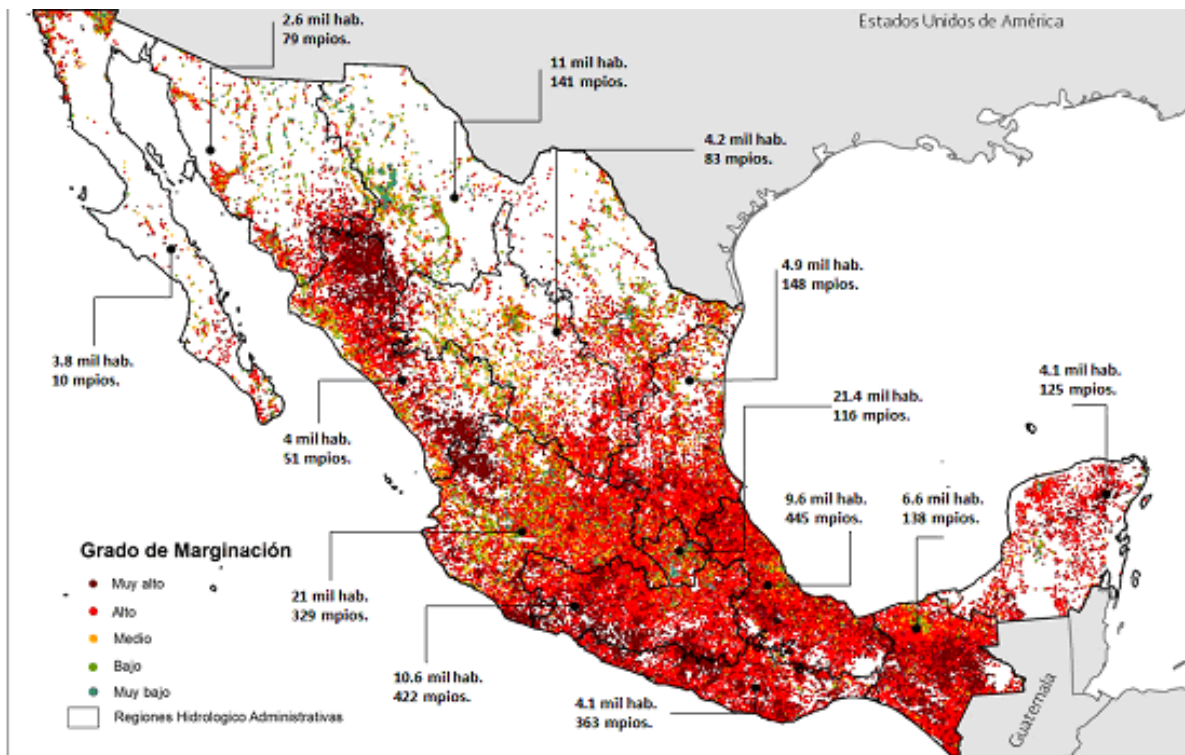 2.6 mil hab.
79 mpios.
Estados Unidos de América
11 mil hab.
141 mpios.
4.2 mil hab.
83 mpios.
4.9 mil hab.
148 mpios.
3.8 mil hab.
10 mpios.
4.1 mil hab.
125 mpios.
21.4 mil hab.
116 mpios.
4 mil hab.
51 mpios.
9.6 mil hab.
445 mpios.
6.6 mil hab.
138 mpios.
Grado de Marginación
Muy alto
Alto
Medio
Bajo
Muy bajo
Regiones Hidrologico Administrativas
21 mil hab.
329 mpios.
10.6 mil hab.
422 mpios.
4.1 mil hab.
363 mpios.
Guatemala